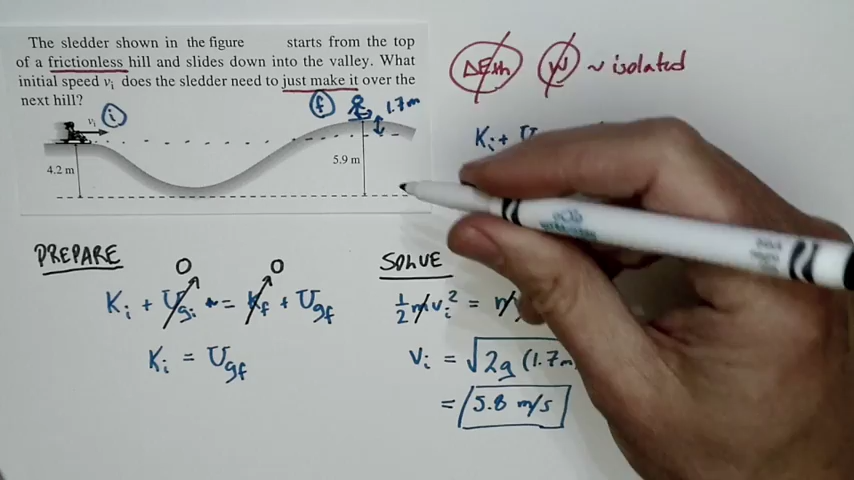 The sledder shown in the figure starts from the top
of a frictionless hill and slides down into the valley. What
initial speed vi does the sledder need to just make it over the
next hill?
vi
i
f
1.7m
4.2 m
5.9 m
ΔEth W ~ isolated
Ki +
PREPARE
0 0
Ki + Ugi = Kf + Ugf
Ki = Ugf
SOLVE
1/2 m vi² =
vi = √2g (1.7m
= 5.8 m/s